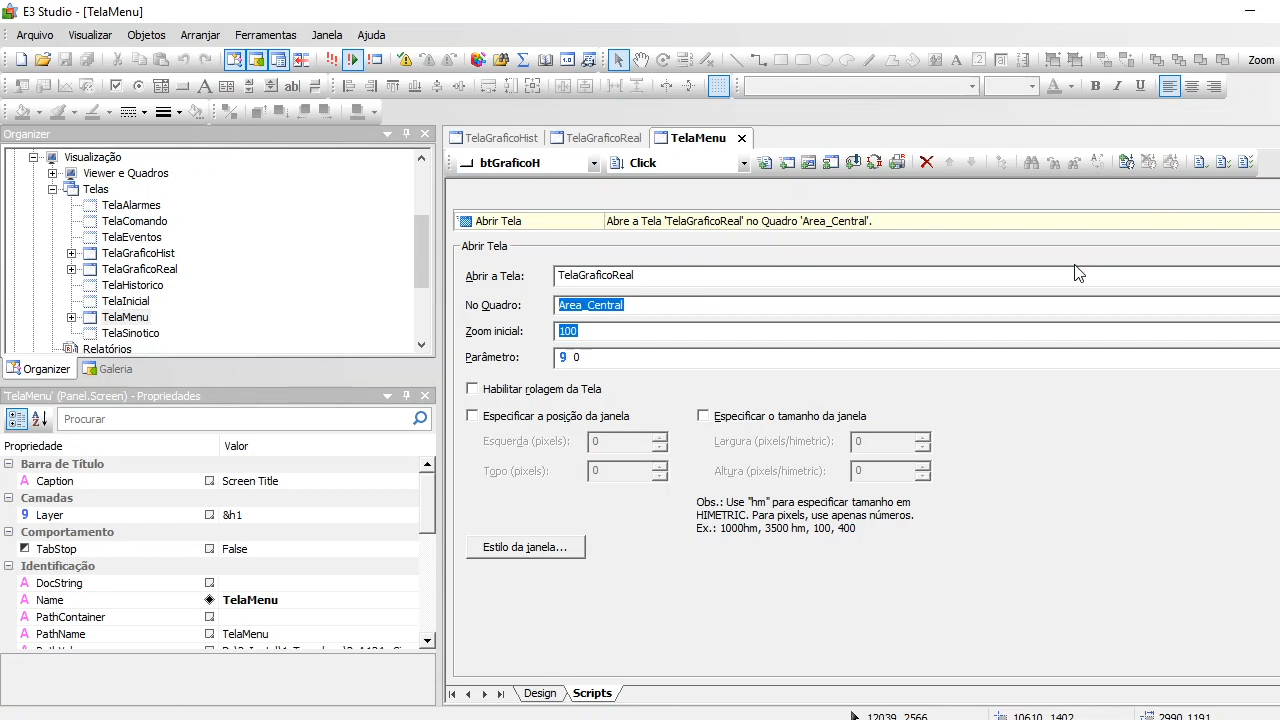 E3 Studio - [TelaMenu]
Arquivo Visualizar Objetos Arranjar Ferramentas Janela Ajuda
Zoom
Organizer
Visualização
Viewer e Quadros
Telas
TelaAlarmes
TelaComando
TelaEventos
TelaGraficoHist
TelaGraficoReal
TelaHistorico
TelaInicial
TelaMenu
TelaSinotico
Relatórios
Organizer Galeria
'TelaMenu' (Panel.Screen) - Propriedades
Procurar
Propriedade Valor
Barra de Título
Caption Screen Title
Camadas
Layer &h1
Comportamento
TabStop False
Identificação
DocString
Name TelaMenu
PathContainer
PathName TelaMenu
TelaGraficoHist TelaGraficoReal TelaMenu
btGraficoH Click
Abrir Tela Abre a Tela 'TelaGraficoReal' no Quadro 'Area_Central'.
Abrir Tela
Abrir a Tela: TelaGraficoReal
No Quadro: Area_Central
Zoom inicial: 100
Parâmetro: 9 0
Habilitar rolagem da Tela
Especificar a posição da janela Especificar o tamanho da janela
Esquerda (pixels): 0 Largura (pixels/himetric): 0
Topo (pixels): 0 Altura (pixels/himetric): 0
Obs.: Use "hm" para especificar tamanho em
HIMETRIC. Para pixels, use apenas números.
Ex.: 1000hm, 3500 hm, 100, 400
Estilo da janela...
Design Scripts
12039, 2566 10610, 1402 2990 1191